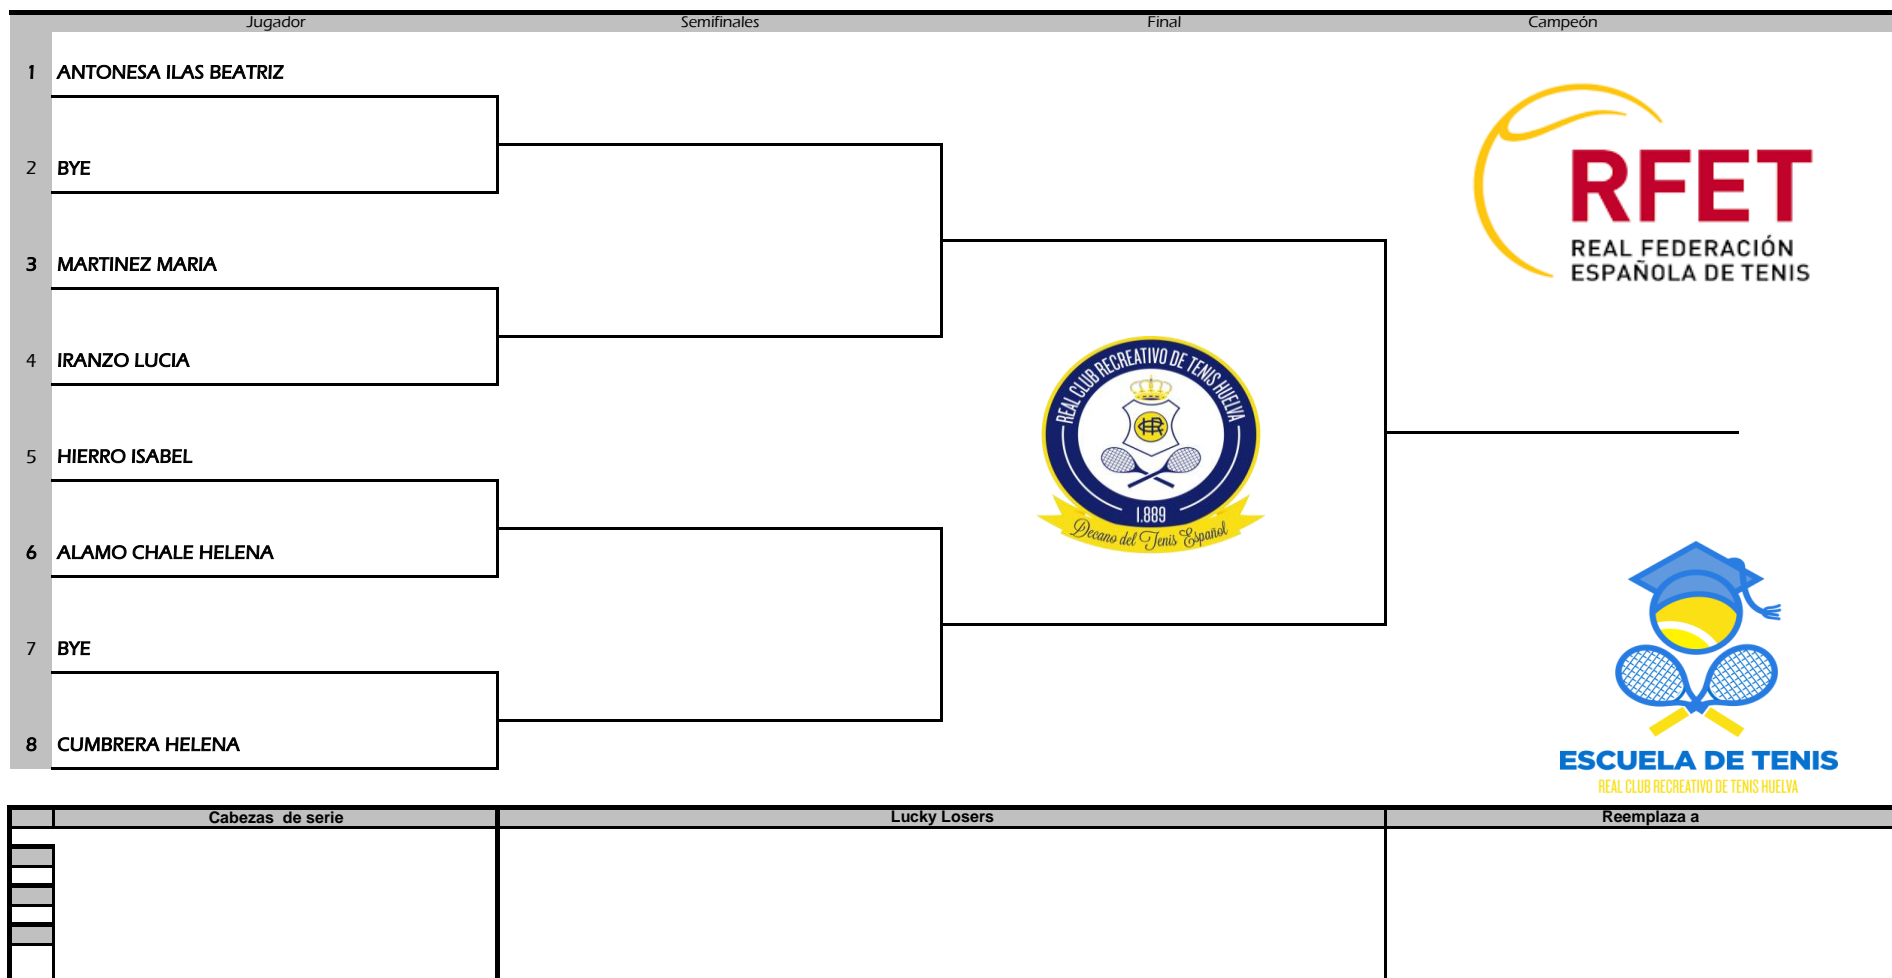 Jugador Semifinales Final Campeón
1 ANTONESA ILAS BEATRIZ
2 BYE
3 MARTINEZ MARIA
4 IRANZO LUCIA
5 HIERRO ISABEL
6 ALAMO CHALE HELENA
7 BYE
8 CUMBRERA HELENA
RFET
REAL FEDERACIÓN
ESPAÑOLA DE TENIS
REAL CLUB RECREATIVO DE TENIS HUELVA
HR
1.889
Decano del Tenis Español
ESCUELA DE TENIS
REAL CLUB RECREATIVO DE TENIS HUELVA
Cabezas de serie Lucky Losers Reemplaza a